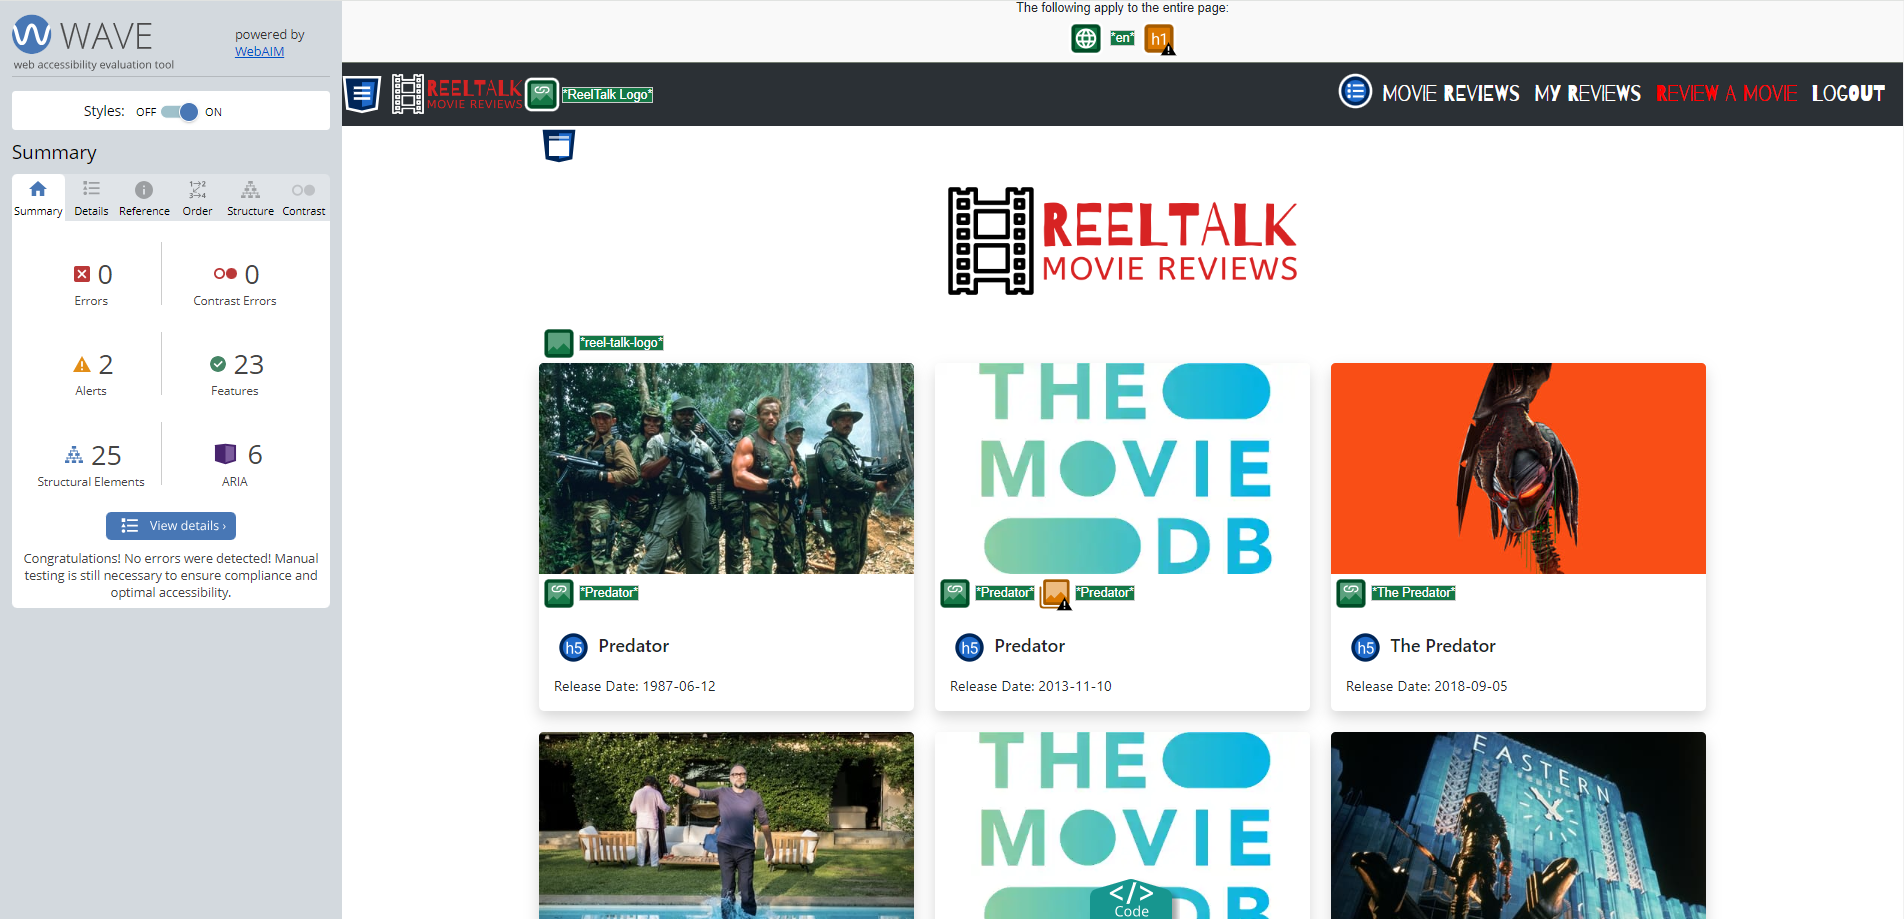 WAVE
web accessibility evaluation tool
powered by
WebAIM
Styles: OFF ON
Summary
Summary Details Reference Order Structure Contrast
0
Errors
0
Contrast Errors
2
Alerts
23
Features
25
Structural Elements
6
ARIA
View details ›
Congratulations! No errors were detected! Manual
testing is still necessary to ensure compliance and
optimal accessibility.
The following apply to the entire page:
*en* h1
REELTALK
MOVIE REVIEWS
*ReelTalk Logo*
MOVIE REVIEWS MY REVIEWS REVIEW A MOVIE LOGOUT
REELTALK
MOVIE REVIEWS
*reel-talk-logo*
THE
MOVIE
DB
*Predator*
*Predator* *Predator*
*The Predator*
h5 Predator
Release Date: 1987-06-12
h5 Predator
Release Date: 2013-11-10
h5 The Predator
Release Date: 2018-09-05
THE
MOVIE
DB
EASTERN
</>
Code